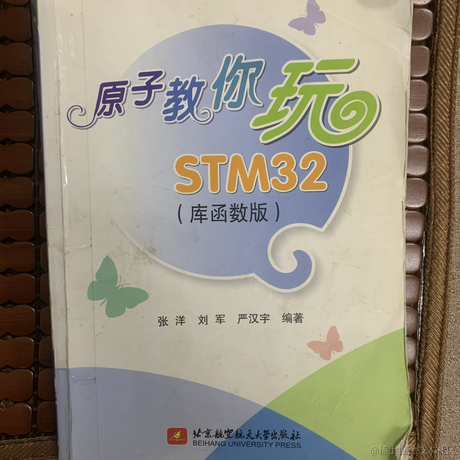 原子教你玩
STM32
（库函数版）
张洋 刘军 严汉宇 编著
北京航空航天大学出版社
BEIHANG UNIVERSITY PRESS